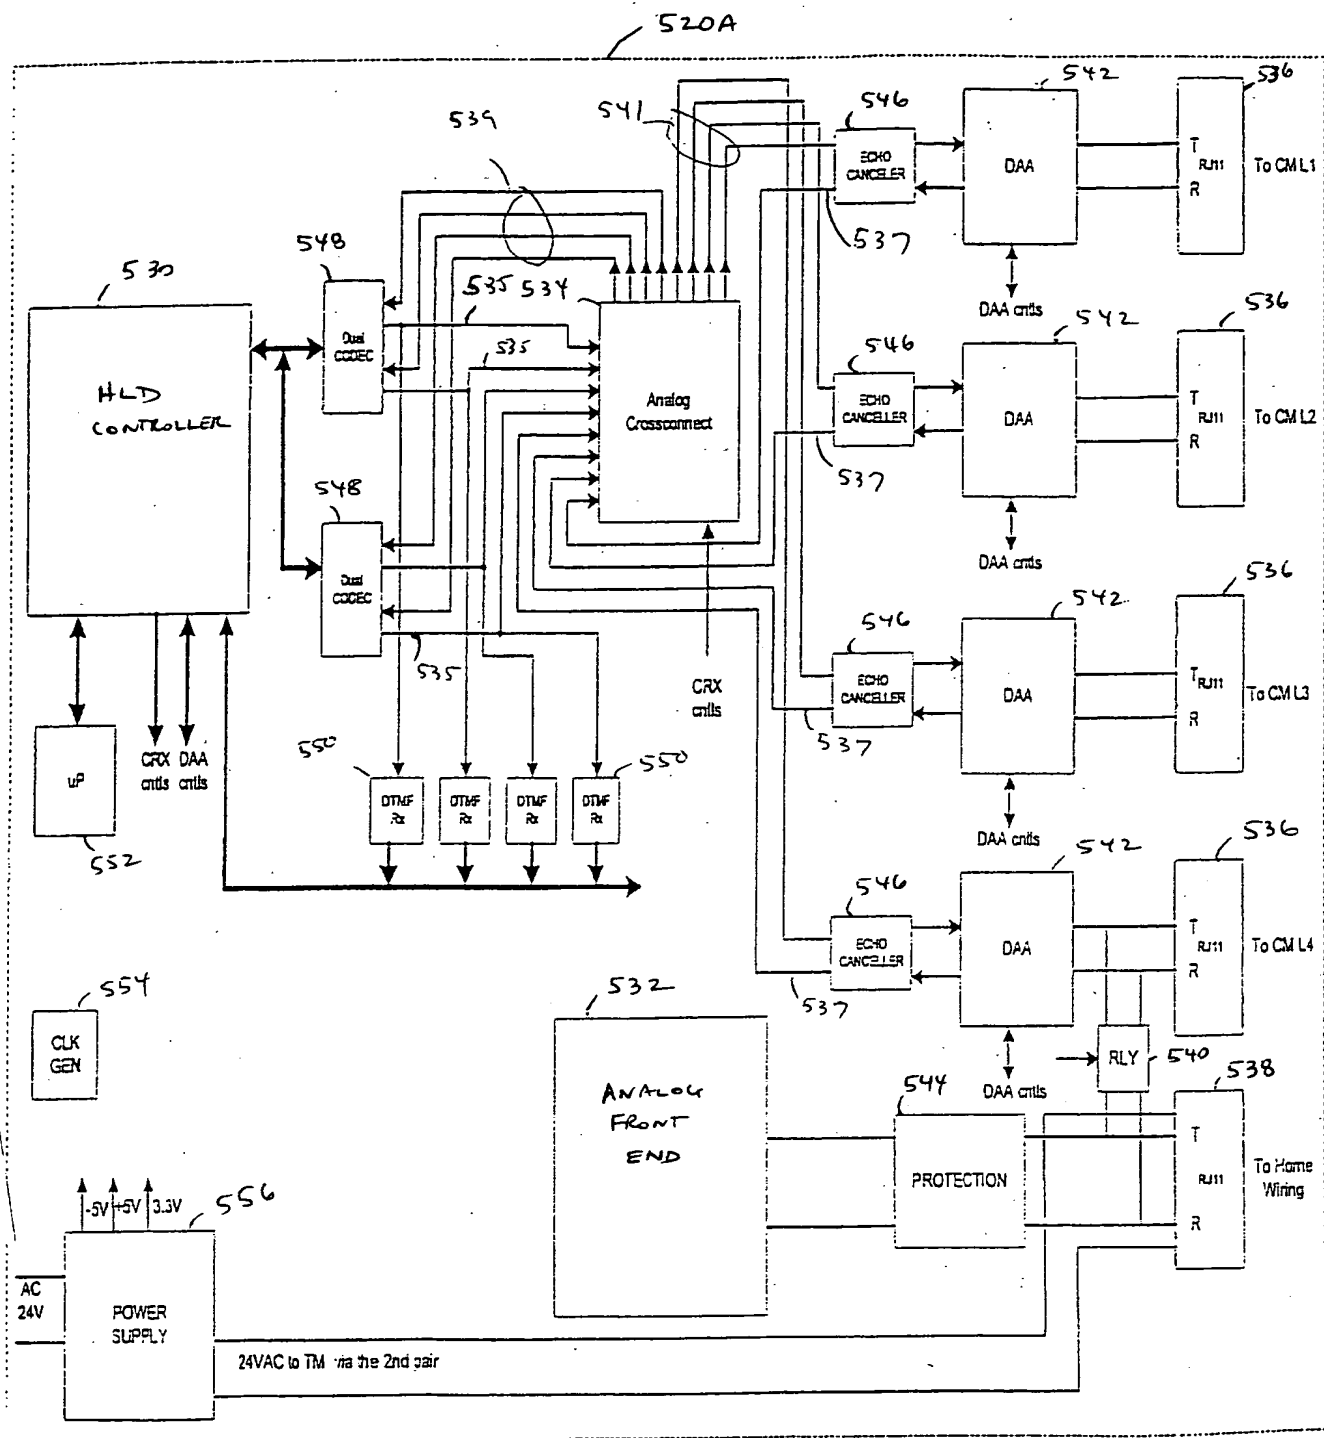 520A
542
536
546
541
539
ECHO
CANCELER
DAA
T
RJ11
R
To CM L1
537
548
530
535
534
DAA cntls
542
536
Dual
CODEC
535
546
HLD
CONTROLLER
Analog
Crossconnect
ECHO
CANCELLER
DAA
T
RJ11
R
To CM L2
537
548
DAA cntls
536
Dual
CODEC
542
546
535
CRX
cntls
ECHO
CANCELLER
DAA
T
RJ11
R
To CM L3
537
uP
CRX
cntls
DAA
cntls
550
550
DTMF
Rx
DTMF
Rx
DTMF
Rx
DTMF
Rx
552
DAA cntls
542
536
546
ECHO
CANCELLER
DAA
T
RJ11
R
To CM L4
537
554
532
CLK
GEN
RLY
540
DAA cntls
538
544
ANALOG
FRONT
END
T
PROTECTION
RJ11
R
To Home
Wiring
-5V
+5V
3.3V
556
AC
24V
POWER
SUPPLY
24VAC to TM via the 2nd pair